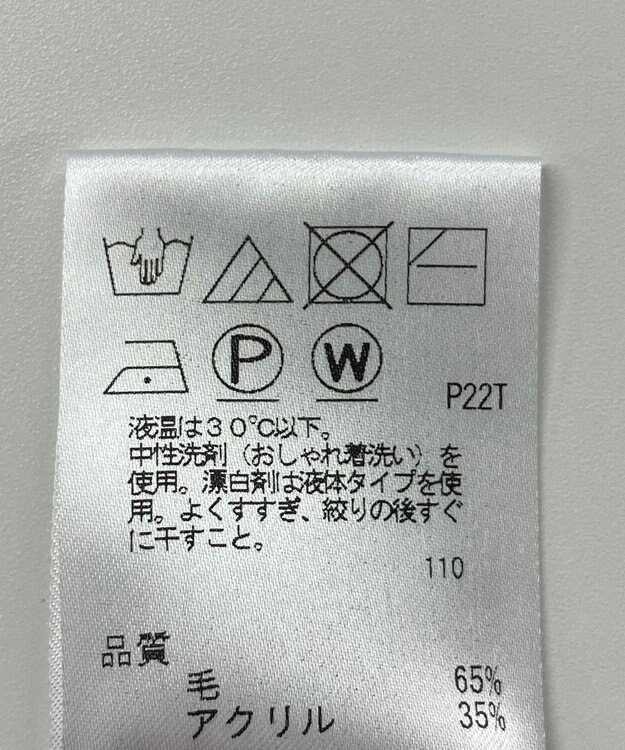 P W P22T
液温は30℃以下。
中性洗剤（おしゃれ着洗い）を
使用。漂白剤は液体タイプを使
用。よくすすぎ、絞りの後すぐ
に干すこと。
110
品質
毛 65%
アクリル 35%